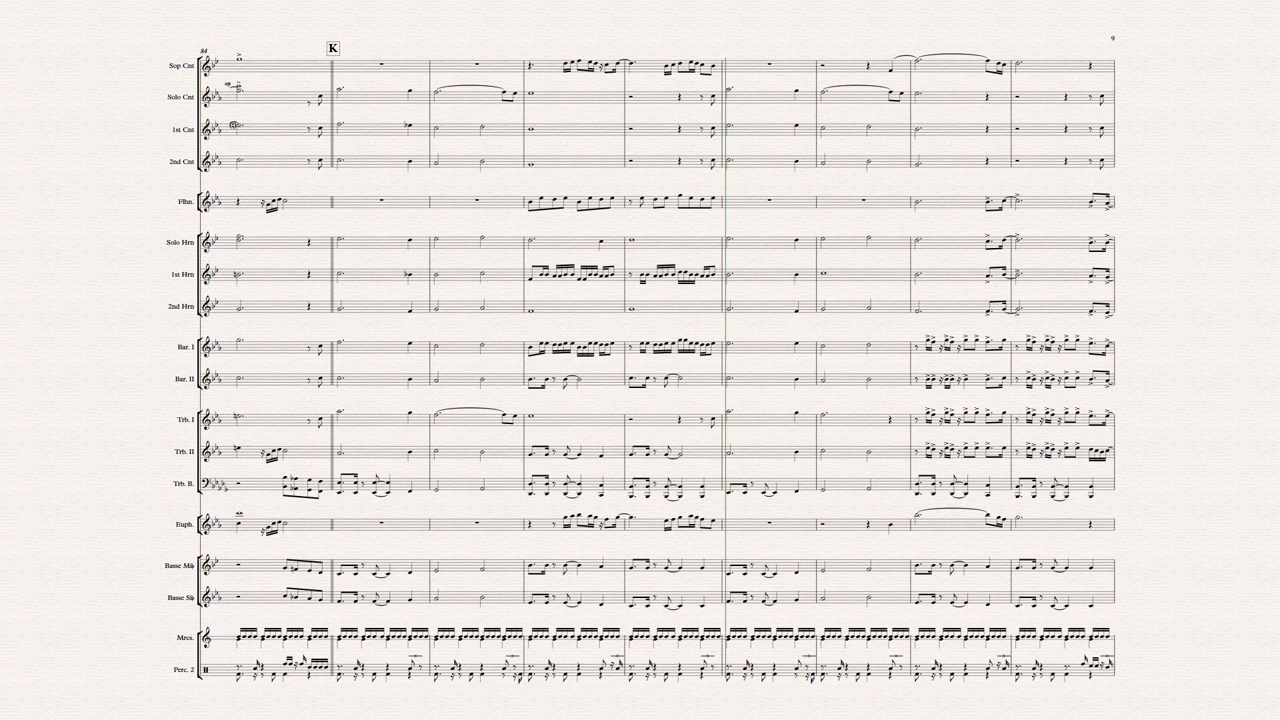 9
84
K
Sop Cnt
Solo Cnt
1st Cnt
2nd Cnt
Flhn.
Solo Hrn
1st Hrn
2nd Hrn
Bar. I
Bar. II
Trb. I
Trb. II
Trb. B.
Euph.
Basse Mi♭
Basse Si♭
Mrcs.
Perc. 2